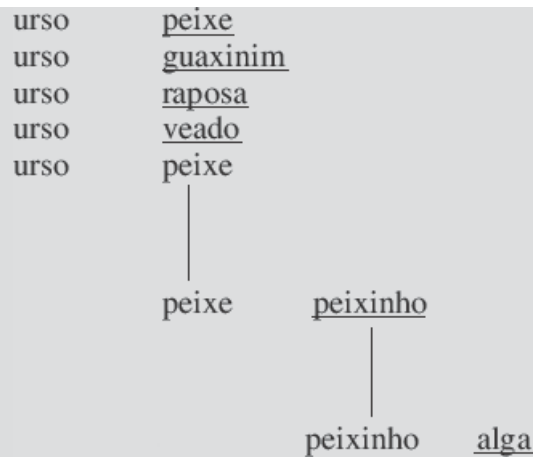 urso peixe
urso guaxinim
urso raposa
urso veado
urso peixe
peixe peixinho
peixinho alga